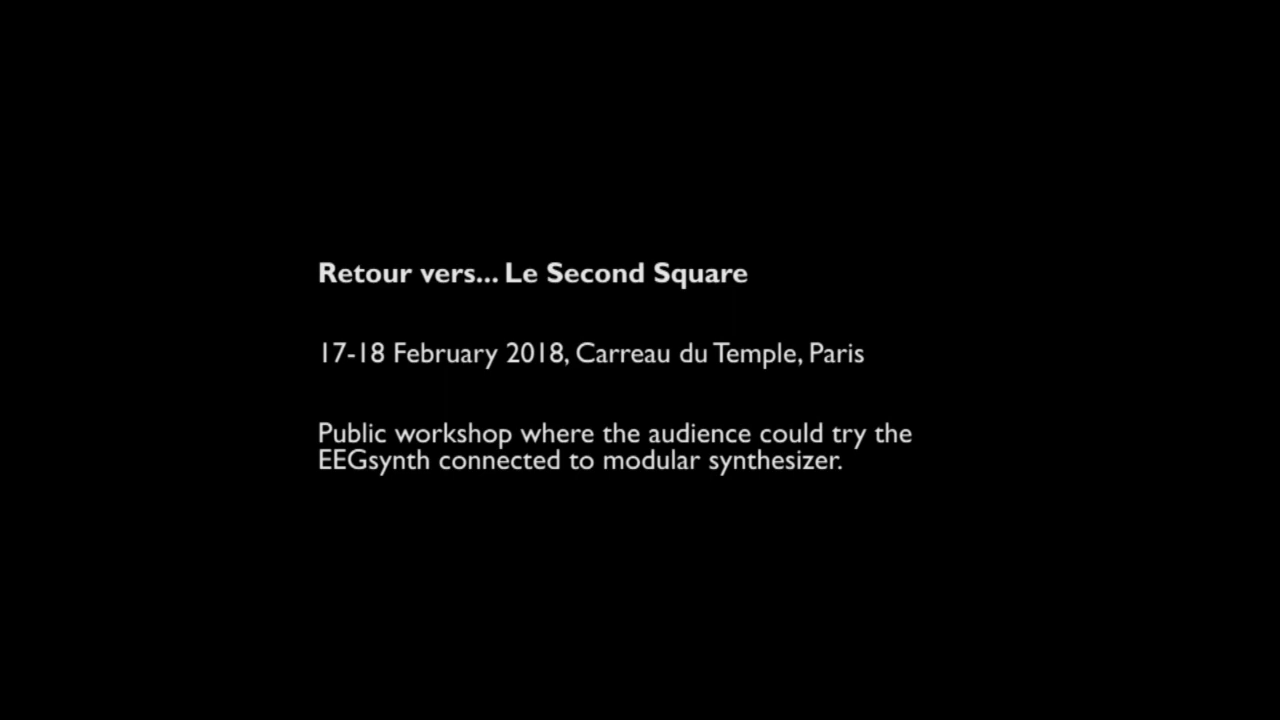 Retour vers... Le Second Square
17-18 February 2018, Carreau du Temple, Paris
Public workshop where the audience could try the
EEGsynth connected to modular synthesizer.